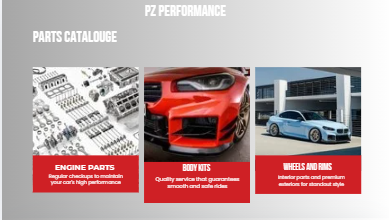 PZ PERFORMANCE
PARTS CATALOUGE
ENGINE PARTS
Regular checkups to maintain
your car's high performance
BODY KITS
Quality service that guarantees
smooth and safe rides
WHEELS AND RIMS
Interior parts and premium
exteriors for standout style